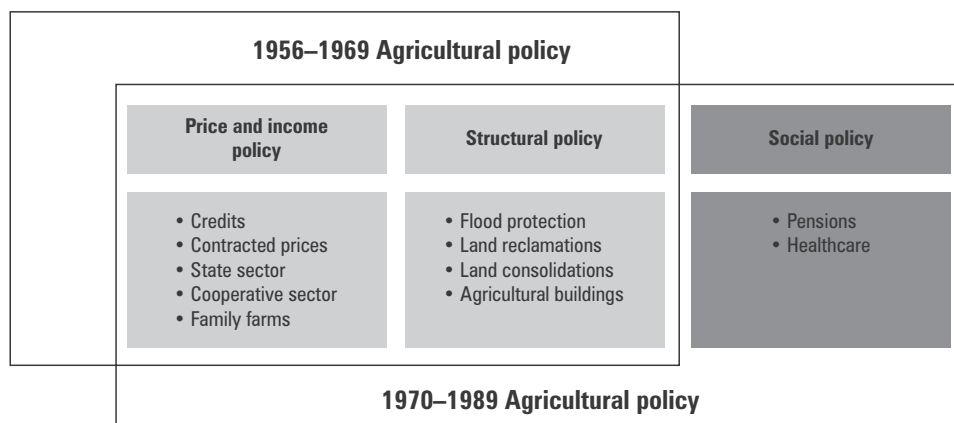 1956–1969 Agricultural policy
Price and income
policy
Structural policy
Social policy
• Credits
• Contracted prices
• State sector
• Cooperative sector
• Family farms
• Flood protection
• Land reclamations
• Land consolidations
• Agricultural buildings
• Pensions
• Healthcare
1970–1989 Agricultural policy